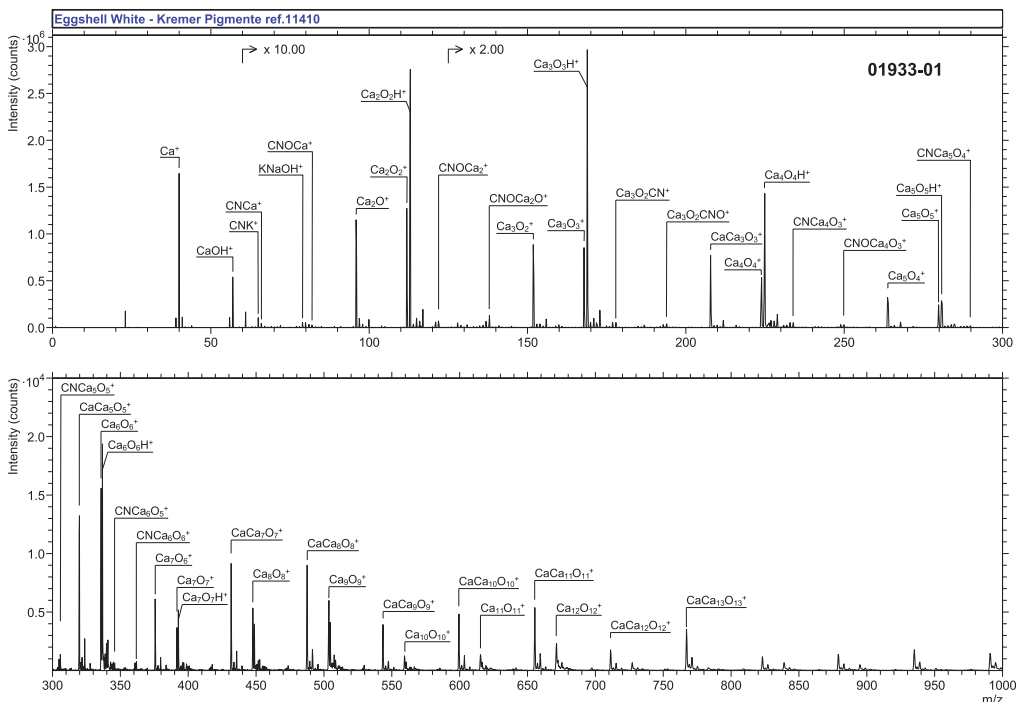 Eggshell White - Kremer Pigmente ref.11410
Intensity (counts)
3.0 ×10⁶
2.5
2.0
1.5
1.0
0.5
0.0
x 10.00
x 2.00
01933-01
Ca⁺
CaOH⁺
CNK⁺
CNCa⁺
KNaOH⁺
CNOCa⁺
Ca₂O⁺
Ca₂O₂⁺
Ca₂O₂H⁺
CNOCa₂⁺
CNOCa₂O⁺
Ca₃O₂⁺
Ca₃O₃⁺
Ca₃O₃H⁺
Ca₃O₂CN⁺
Ca₃O₂CNO⁺
CaCa₃O₃⁺
Ca₄O₄⁺
Ca₄O₄H⁺
CNCa₄O₃⁺
CNOCa₄O₃⁺
Ca₅O₄⁺
Ca₅O₅⁺
Ca₅O₅H⁺
CNCa₅O₄⁺
0 50 100 150 200 250 300
Intensity (counts)
×10⁴
2.0
1.5
1.0
0.5
CNCa₅O₅⁺
CaCa₅O₅⁺
Ca₆O₆⁺
Ca₆O₆H⁺
CNCa₆O₅⁺
CNCa₆O₆⁺
Ca₇O₆⁺
Ca₇O₇⁺
Ca₇O₇H⁺
CaCa₇O₇⁺
Ca₈O₈⁺
CaCa₈O₈⁺
Ca₉O₉⁺
CaCa₉O₉⁺
Ca₁₀O₁₀⁺
CaCa₁₀O₁₀⁺
Ca₁₁O₁₁⁺
CaCa₁₁O₁₁⁺
Ca₁₂O₁₂⁺
CaCa₁₂O₁₂⁺
CaCa₁₃O₁₃⁺
300 350 400 450 500 550 600 650 700 750 800 850 900 950 1000
m/z